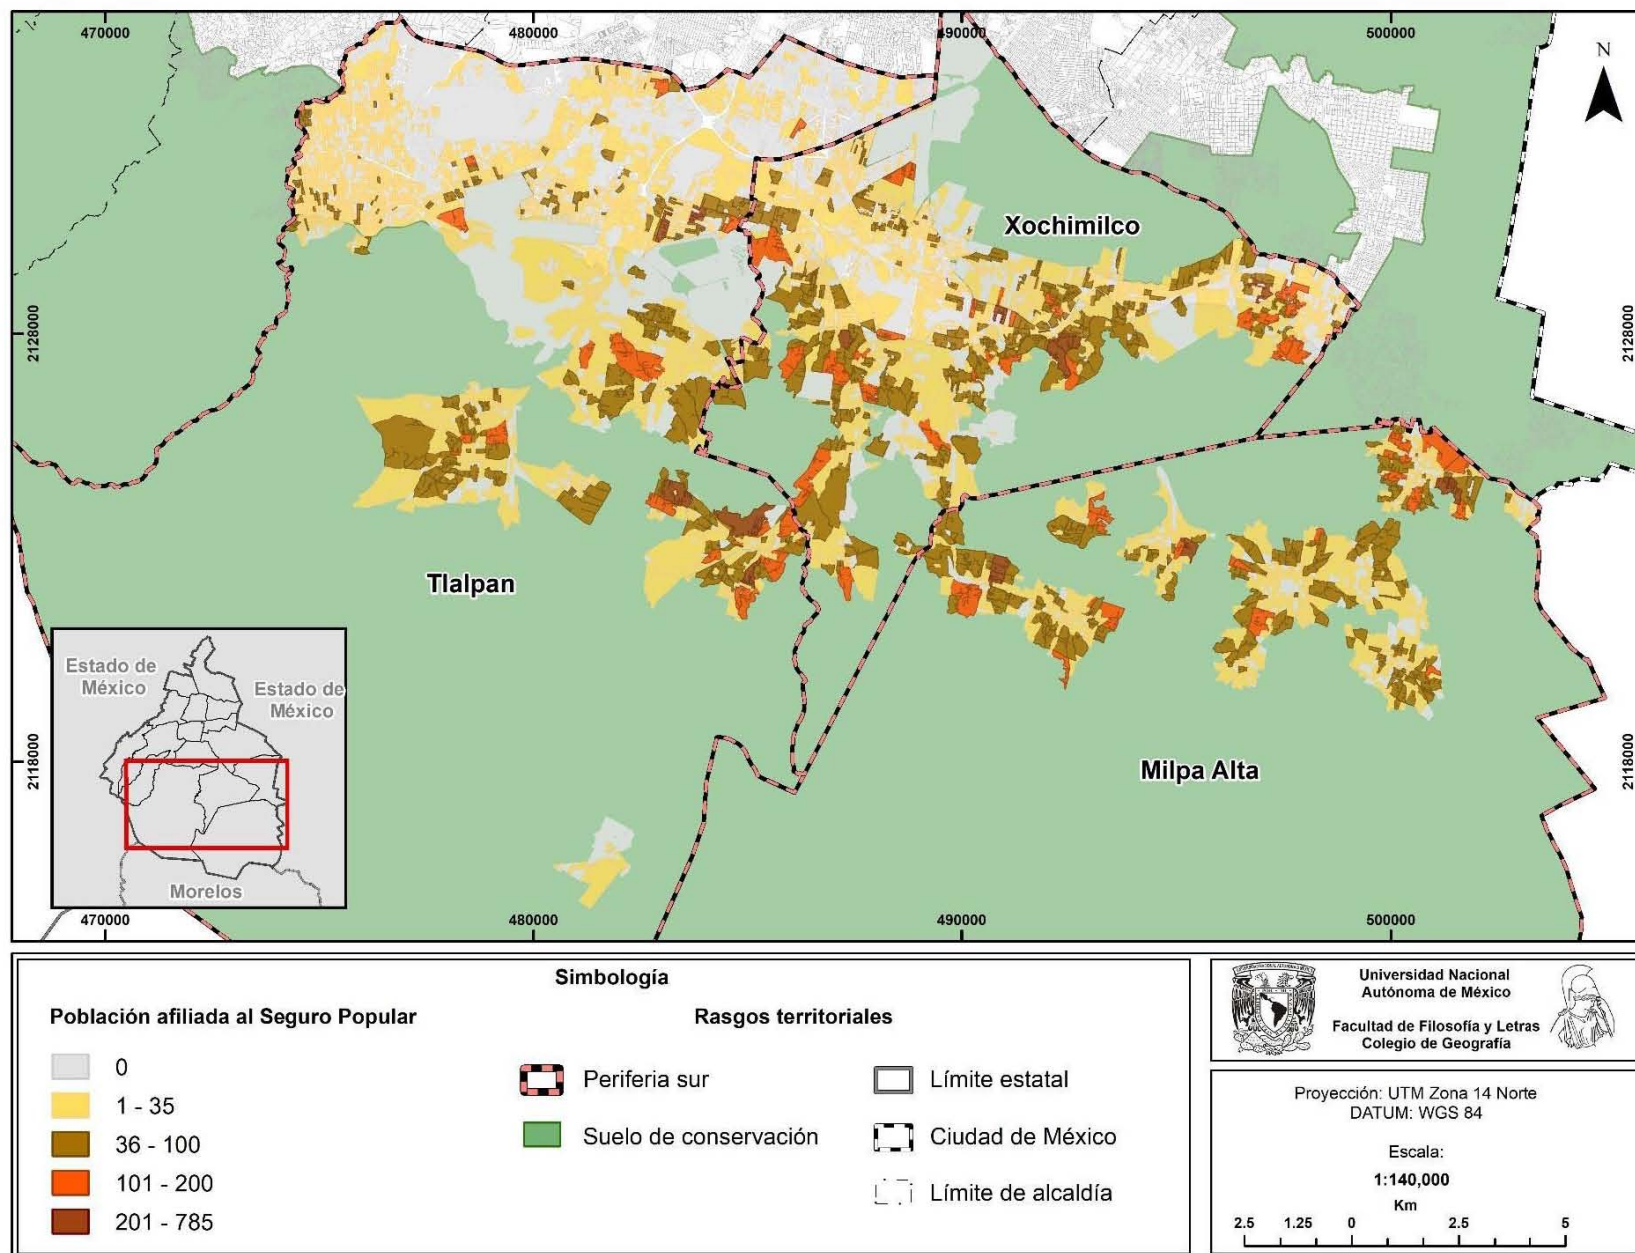 470000
480000
490000
500000
N
Xochimilco
2128000
2128000
Tlalpan
Estado de
México
Estado de
México
Morelos
Milpa Alta
2118000
2118000
470000
480000
490000
500000
Simbología
Población afiliada al Seguro Popular
0
1 - 35
36 - 100
101 - 200
201 - 785
Rasgos territoriales
Periferia sur
Suelo de conservación
Límite estatal
Ciudad de México
Límite de alcaldía
Universidad Nacional
Autónoma de México
Facultad de Filosofía y Letras
Colegio de Geografía
Proyección: UTM Zona 14 Norte
DATUM: WGS 84
Escala:
1:140,000
Km
2.5 1.25 0 2.5 5